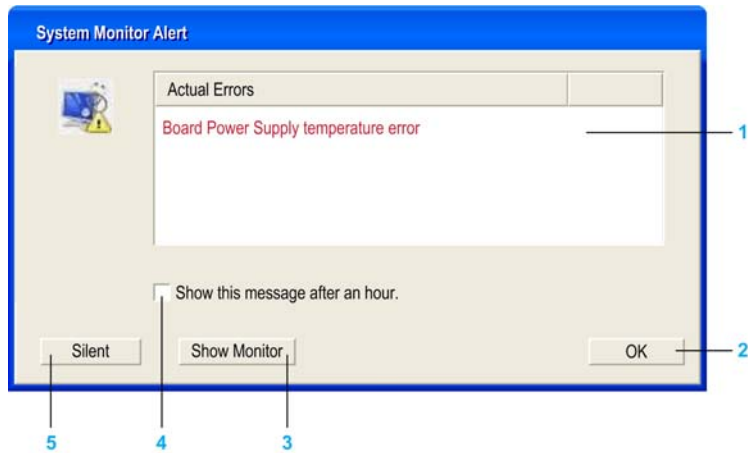 System Monitor Alert
Actual Errors
Board Power Supply temperature error
1
Show this message after an hour.
Silent
Show Monitor
OK
2
5
4
3